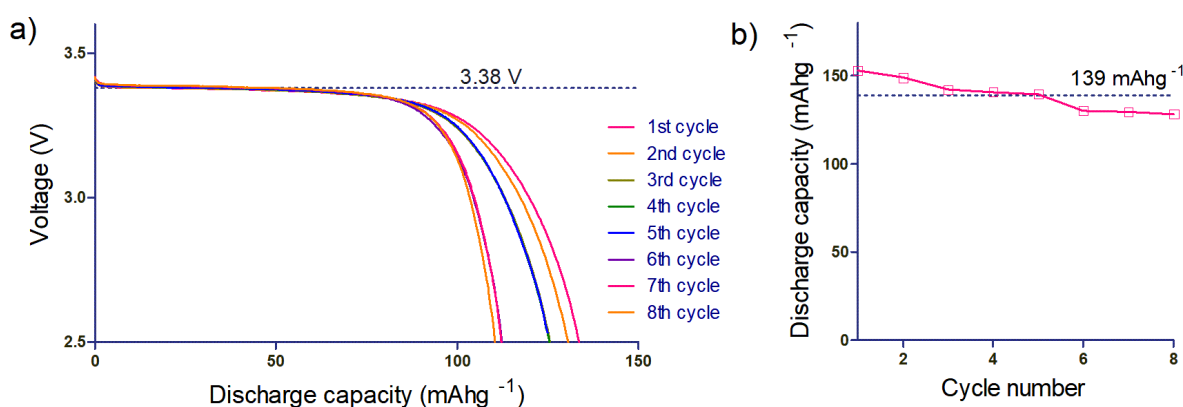 a)
3.5
3.0
2.5
Voltage (V)
3.38 V
1st cycle
2nd cycle
3rd cycle
4th cycle
5th cycle
6th cycle
7th cycle
8th cycle
0
50
100
150
Discharge capacity (mAhg -1)
b)
150
100
50
0
Discharge capacity (mAhg -1)
139 mAhg -1
2
4
6
8
Cycle number